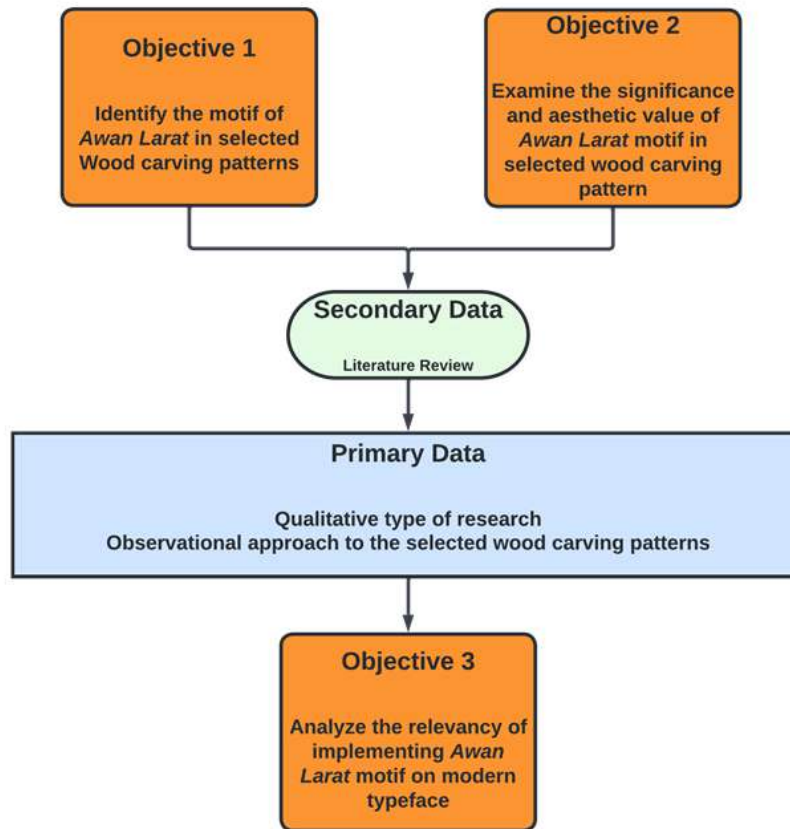 Objective 1
Identify the motif of
Awan Larat in selected
Wood carving patterns
Objective 2
Examine the significance
and aesthetic value of
Awan Larat motif in
selected wood carving
pattern
Secondary Data
Literature Review
Primary Data
Qualitative type of research
Observational approach to the selected wood carving patterns
Objective 3
Analyze the relevancy of
implementing Awan
Larat motif on modern
typeface